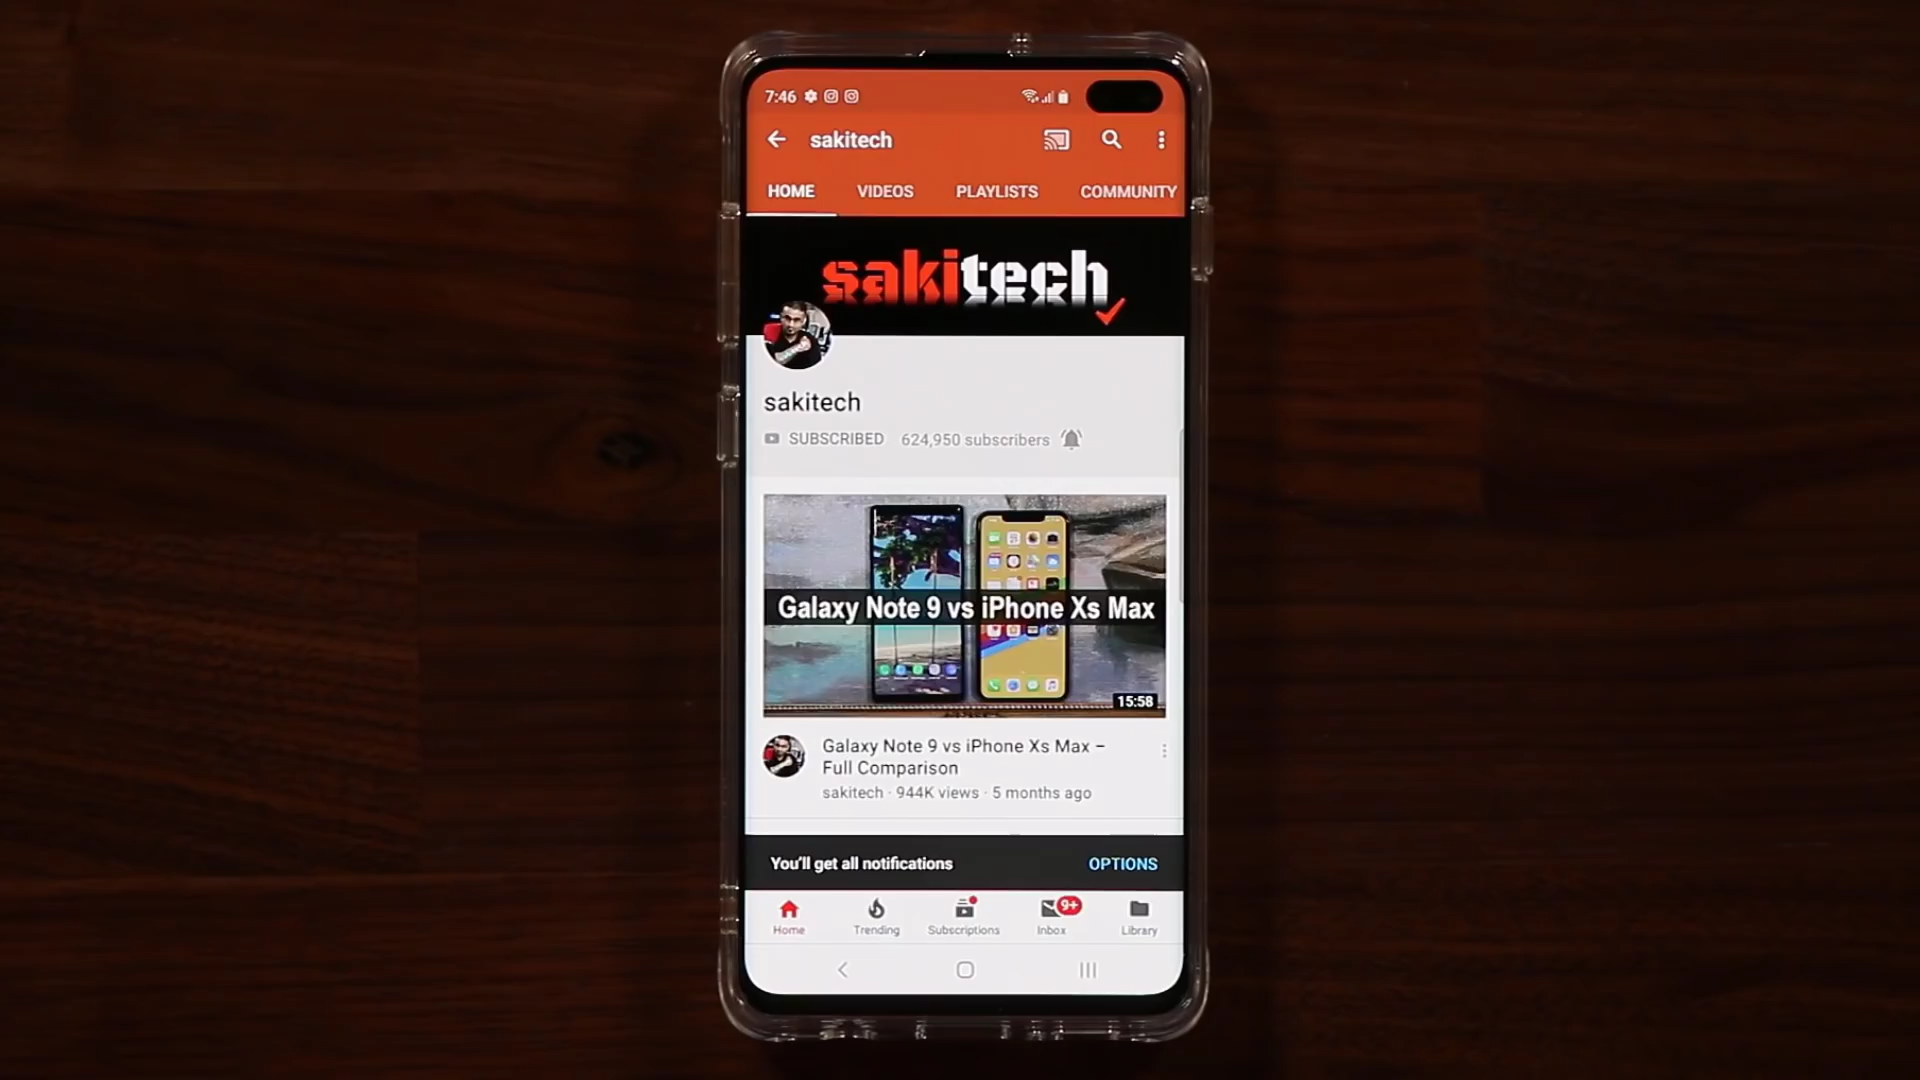 7:46
sakitech
HOME VIDEOS PLAYLISTS COMMUNITY
sakitech
sakitech
SUBSCRIBED 624,950 subscribers
Galaxy Note 9 vs iPhone Xs Max
15:58
Galaxy Note 9 vs iPhone Xs Max –
Full Comparison
sakitech · 944K views · 5 months ago
You'll get all notifications OPTIONS
9+
Home Trending Subscriptions Inbox Library